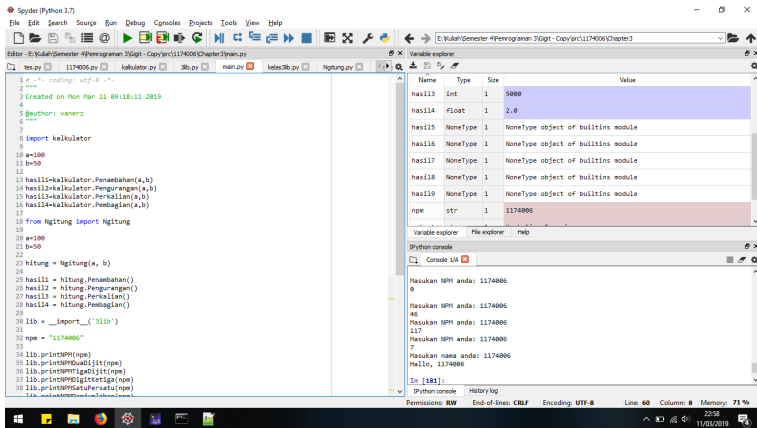 Spyder (Python 3.7)
File Edit Search Source Run Debug Consoles Projects Tools View Help
E:\Kuliah\Semester 4\Pemrograman 3\Gigit - Copy\src\1174006\Chapter3
Editor - E:\Kuliah\Semester 4\Pemrograman 3\Gigit - Copy\src\1174006\Chapter3\main.py
tes.py 1174006.py kalkulator.py 3lib.py main.py kelas3lib.py Ngitung.py
1 # -*- coding: utf-8 -*-
2 """
3 Created on Mon Mar 11 09:18:11 2019
4
5 @author: vamerz
6 """
7
8 import kalkulator
9
10 a=100
11 b=50
12
13 hasil1=kalkulator.Penambahan(a,b)
14 hasil2=kalkulator.Pengurangan(a,b)
15 hasil3=kalkulator.Perkalian(a,b)
16 hasil4=kalkulator.Pembagian(a,b)
17
18 from Ngitung import Ngitung
19
20 a=100
21 b=50
22
23 hitung = Ngitung(a, b)
24
25 hasil1 = hitung.Penambahan()
26 hasil2 = hitung.Pengurangan()
27 hasil3 = hitung.Perkalian()
28 hasil4 = hitung.Pembagian()
29
30 lib = __import__('3lib')
31
32 npm = "1174006"
33
34 lib.printNPM(npm)
35 lib.printNPMDuaDijit(npm)
36 lib.printNPMTigaDijit(npm)
37 lib.printNPMDigitKetiga(npm)
38 lib.printNPMSatuPersatu(npm)
Variable explorer
Name Type Size Value
hasil3 int 1 5000
hasil4 float 1 2.0
hasil5 NoneType 1 NoneType object of builtins module
hasil6 NoneType 1 NoneType object of builtins module
hasil7 NoneType 1 NoneType object of builtins module
hasil8 NoneType 1 NoneType object of builtins module
hasil9 NoneType 1 NoneType object of builtins module
npm str 1 1174006
Variable explorer File explorer Help
IPython console
Console 1/A
Masukan NPM anda: 1174006
0
Masukan NPM anda: 1174006
46
Masukan NPM anda: 1174006
117
Masukan NPM anda: 1174006
7
Masukan nama anda: 1174006
Hallo, 1174006
In [181]:
IPython console History log
Permissions: RW End-of-lines: CRLF Encoding: UTF-8 Line: 60 Column: 8 Memory: 71 %
22:58
11/03/2019